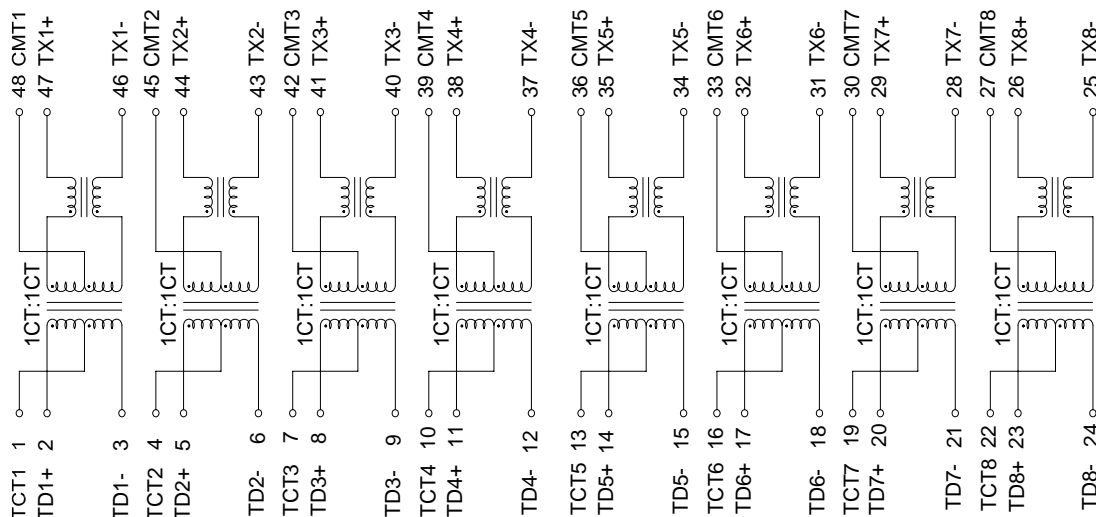 48 CMT1
47 TX1+
46 TX1-
45 CMT2
44 TX2+
43 TX2-
42 CMT3
41 TX3+
40 TX3-
39 CMT4
38 TX4+
37 TX4-
36 CMT5
35 TX5+
34 TX5-
33 CMT6
32 TX6+
31 TX6-
30 CMT7
29 TX7+
28 TX7-
27 CMT8
26 TX8+
25 TX8-
1CT:1CT
1CT:1CT
1CT:1CT
1CT:1CT
1CT:1CT
1CT:1CT
1CT:1CT
1CT:1CT
TCT1 1
TD1+ 2
TD1- 3
TCT2 4
TD2+ 5
TD2- 6
TCT3 7
TD3+ 8
TD3- 9
TCT4 10
TD4+ 11
TD4- 12
TCT5 13
TD5+ 14
TD5- 15
TCT6 16
TD6+ 17
TD6- 18
TCT7 19
TD7+ 20
TD7- 21
TCT8 22
TD8+ 23
TD8- 24